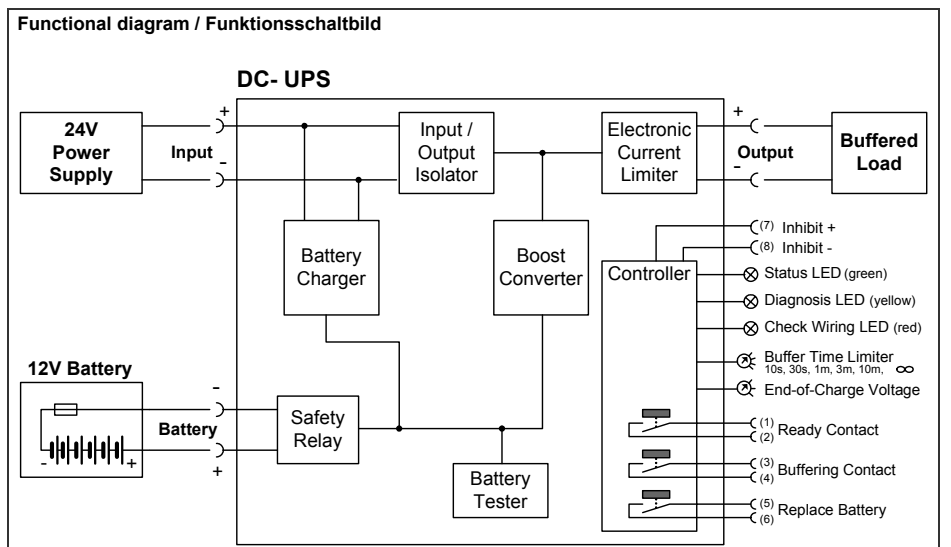 Functional diagram / Funktionsschaltbild
DC- UPS
24V
Power
Supply
+
Input
-
Input /
Output
Isolator
Electronic
Current
Limiter
+
Output
-
Buffered
Load
Battery
Charger
Boost
Converter
Controller
(7) Inhibit +
(8) Inhibit -
Status LED (green)
Diagnosis LED (yellow)
Check Wiring LED (red)
Buffer Time Limiter
10s, 30s, 1m, 3m, 10m, ∞
End-of-Charge Voltage
12V Battery
- +
-
Battery
+
Safety
Relay
Battery
Tester
(1)
(2) Ready Contact
(3)
(4) Buffering Contact
(5)
(6) Replace Battery